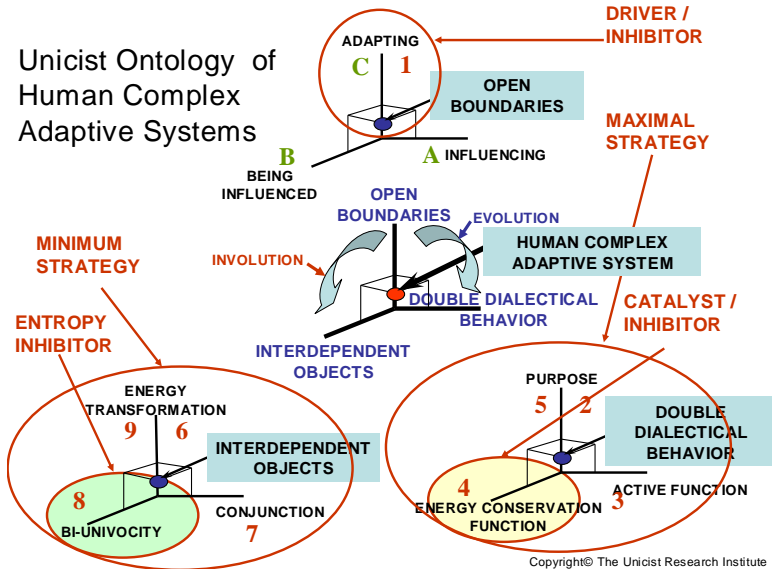 Unicist Ontology of
Human Complex
Adaptive Systems
DRIVER /
INHIBITOR
ADAPTING
C 1
OPEN
BOUNDARIES
B
A INFLUENCING
BEING
INFLUENCED
MAXIMAL
STRATEGY
OPEN
BOUNDARIES
EVOLUTION
INVOLUTION
HUMAN COMPLEX
ADAPTIVE SYSTEM
DOUBLE DIALECTICAL
BEHAVIOR
INTERDEPENDENT
OBJECTS
MINIMUM
STRATEGY
ENTROPY
INHIBITOR
CATALYST /
INHIBITOR
ENERGY
TRANSFORMATION
9 6
INTERDEPENDENT
OBJECTS
8
BI-UNIVOCITY
CONJUNCTION
7
PURPOSE
5 2
DOUBLE
DIALECTICAL
BEHAVIOR
4
3
ACTIVE FUNCTION
ENERGY CONSERVATION
FUNCTION
Copyright© The Unicist Research Institute